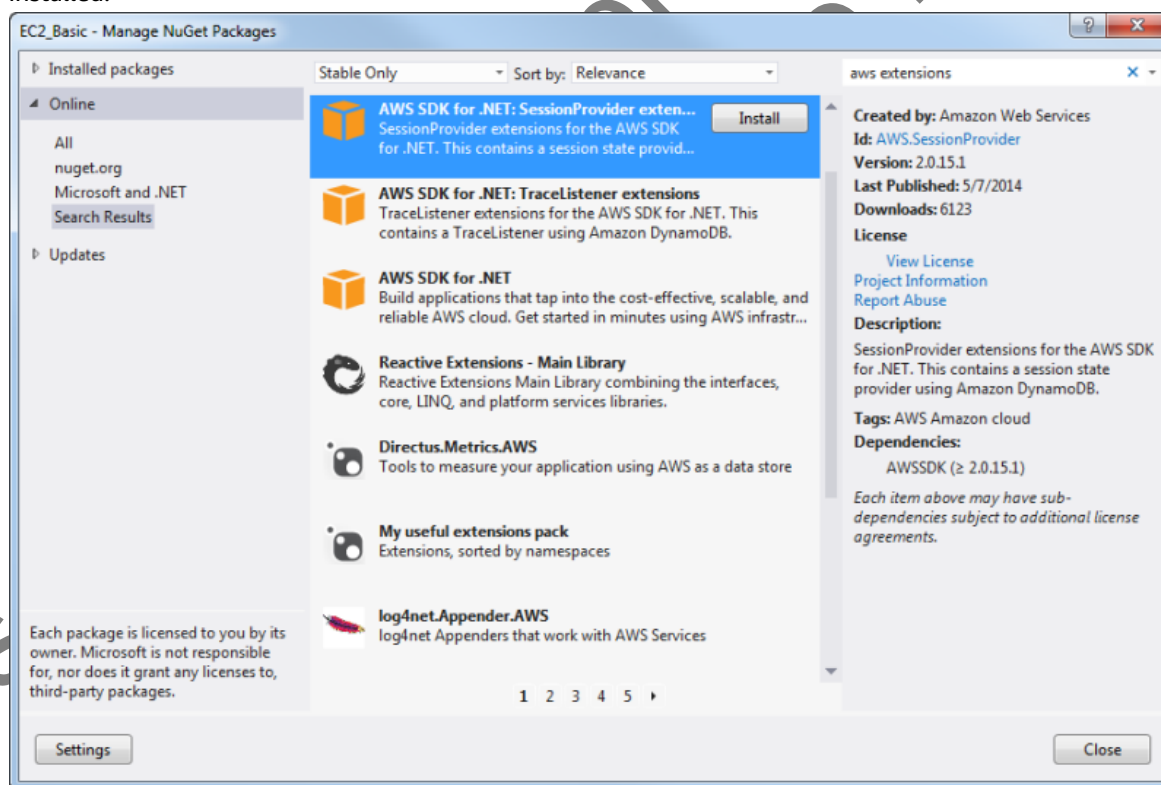 installed.
EC2_Basic - Manage NuGet Packages
Installed packages
Online
All
nuget.org
Microsoft and .NET
Search Results
Updates
Each package is licensed to you by its
owner. Microsoft is not responsible
for, nor does it grant any licenses to,
third-party packages.
Settings
Stable Only
Sort by: Relevance
AWS SDK for .NET: SessionProvider exten...
Install
SessionProvider extensions for the AWS SDK
for .NET. This contains a session state provid...
AWS SDK for .NET: TraceListener extensions
TraceListener extensions for the AWS SDK for .NET. This
contains a TraceListener using Amazon DynamoDB.
AWS SDK for .NET
Build applications that tap into the cost-effective, scalable, and
reliable AWS cloud. Get started in minutes using AWS infrastr...
Reactive Extensions - Main Library
Reactive Extensions Main Library combining the interfaces,
core, LINQ, and platform services libraries.
Directus.Metrics.AWS
Tools to measure your application using AWS as a data store
My useful extensions pack
Extensions, sorted by namespaces
log4net.Appender.AWS
log4net Appenders that work with AWS Services
1 2 3 4 5
aws extensions
Created by: Amazon Web Services
Id: AWS.SessionProvider
Version: 2.0.15.1
Last Published: 5/7/2014
Downloads: 6123
License
View License
Project Information
Report Abuse
Description:
SessionProvider extensions for the AWS SDK
for .NET. This contains a session state
provider using Amazon DynamoDB.
Tags: AWS Amazon cloud
Dependencies:
AWSSDK (≥ 2.0.15.1)
Each item above may have sub-
dependencies subject to additional license
agreements.
Close